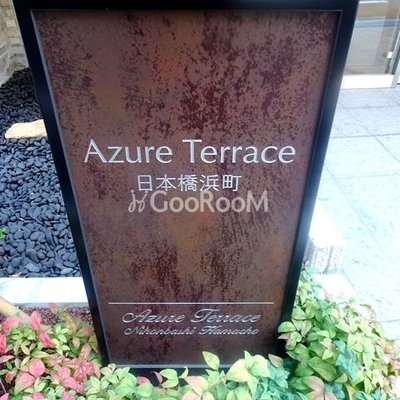 Azure Terrace
日本橋浜町
GooRooM
Azure Terrace
Nihonbashi Hamacho